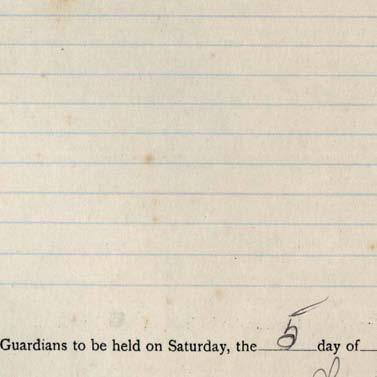 Guardians to be held on Saturday, the 5 day of